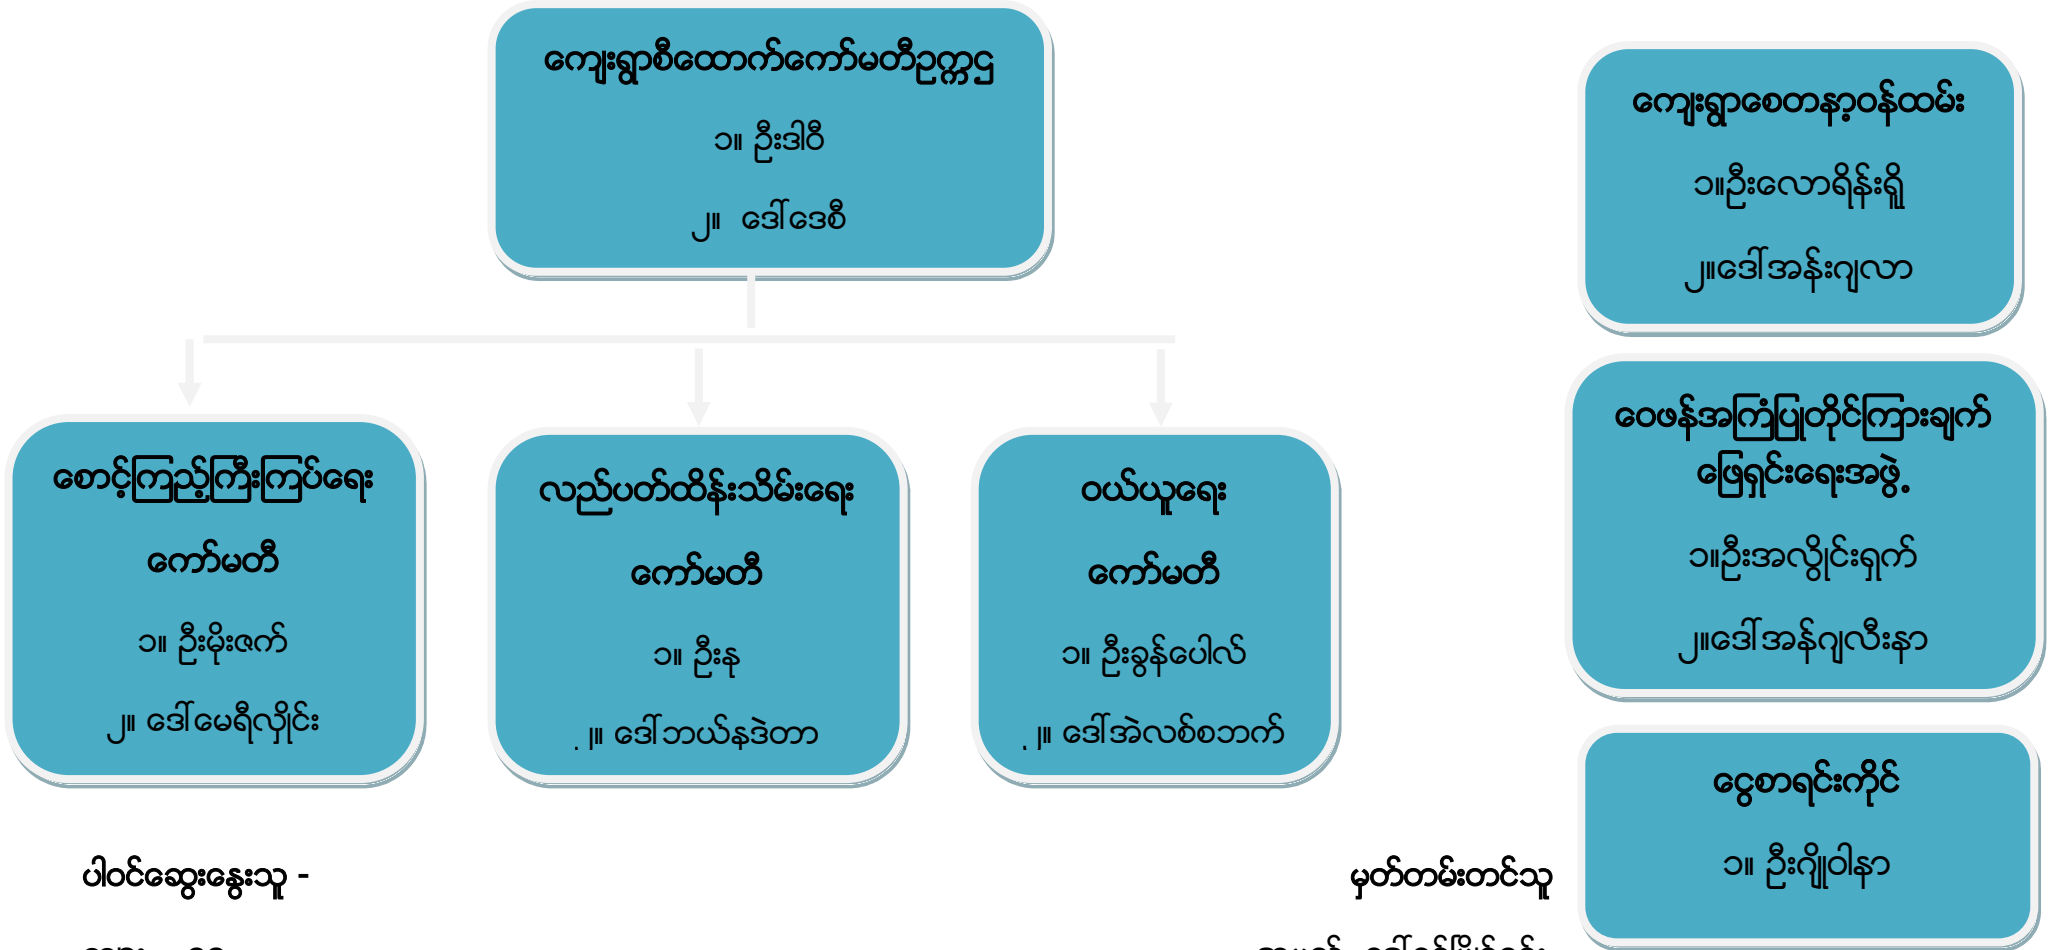 ကျေးရွာစီထောက်ကော်မတီဥက္ကဌ
၁။ ဦးဒါဝီ
၂။ ဒေါ်ဒေစီ
ကျေးရွာစေတနာ့ဝန်ထမ်း
၁။ဦးလောရိန်းရှို
၂။ဒေါ်အန်းဂျလာ
စောင့်ကြည့်ကြီးကြပ်ရေး
ကော်မတီ
၁။ ဦးမိုးဇက်
၂။ ဒေါ်မေရီလှိုင်း
လည်ပတ်ထိန်းသိမ်းရေး
ကော်မတီ
၁။ ဦးနု
၂။ ဒေါ်ဘယ်နဒဲတာ
ဝယ်ယူရေး
ကော်မတီ
၁။ ဦးခွန်ပေါလ်
၂။ ဒေါ်အဲလစ်စဘက်
ဝေဖန်အကြံပြုတိုင်ကြားချက်
ဖြေရှင်းရေးအဖွဲ့
၁။ဦးအလွိုင်းရှက်
၂။ဒေါ်အန်ဂျလီးနာ
ငွေစာရင်းကိုင်
၁။ ဦးဂျိုဝါနာ
ပါဝင်ဆွေးနွေးသူ -
မှတ်တမ်းတင်သူ